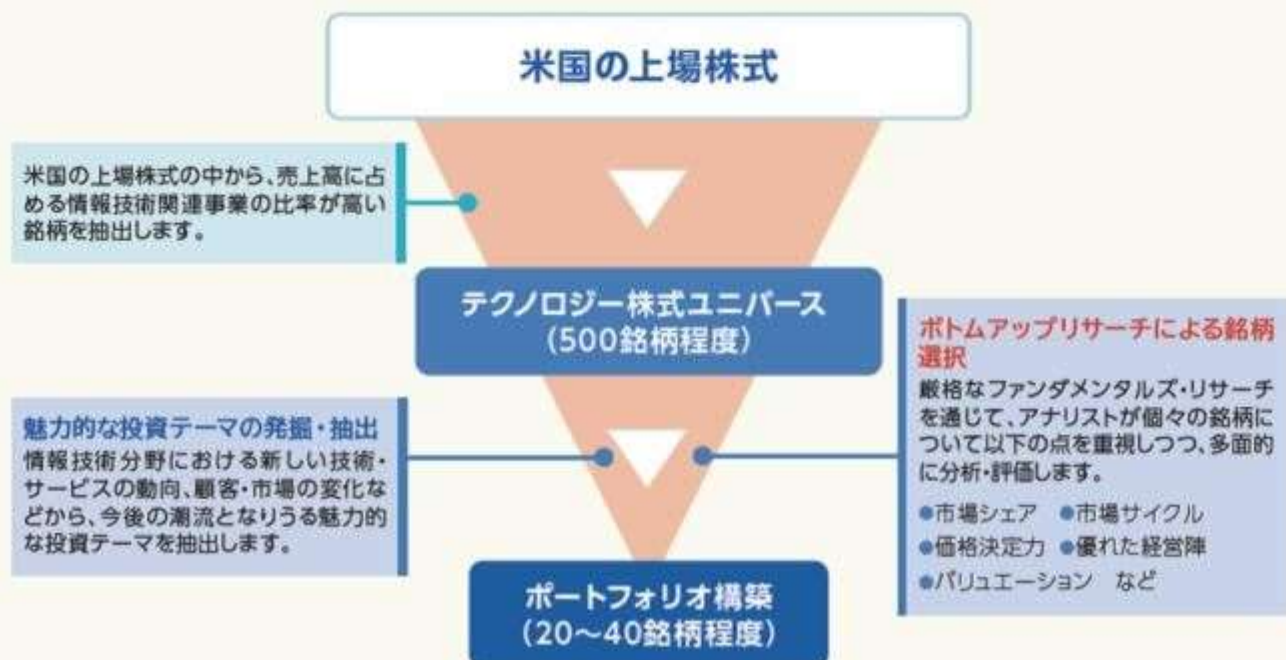 米国の上場株式
米国の上場株式の中から、売上高に占
める情報技術関連事業の比率が高い
銘柄を抽出します。
テクノロジー株式ユニバース
(500銘柄程度)
魅力的な投資テーマの発掘・抽出
情報技術分野における新しい技術・
サービスの動向、顧客・市場の変化な
どから、今後の潮流となりうる魅力的
な投資テーマを抽出します。
ボトムアップリサーチによる銘柄
選択
厳格なファンダメンタルズ・リサーチ
を通じて、アナリストが個々の銘柄に
ついて以下の点を重視しつつ、多面的
に分析・評価します。
●市場シェア ●市場サイクル
●価格決定力 ●優れた経営陣
●バリュエーション など
ポートフォリオ構築
(20～40銘柄程度)